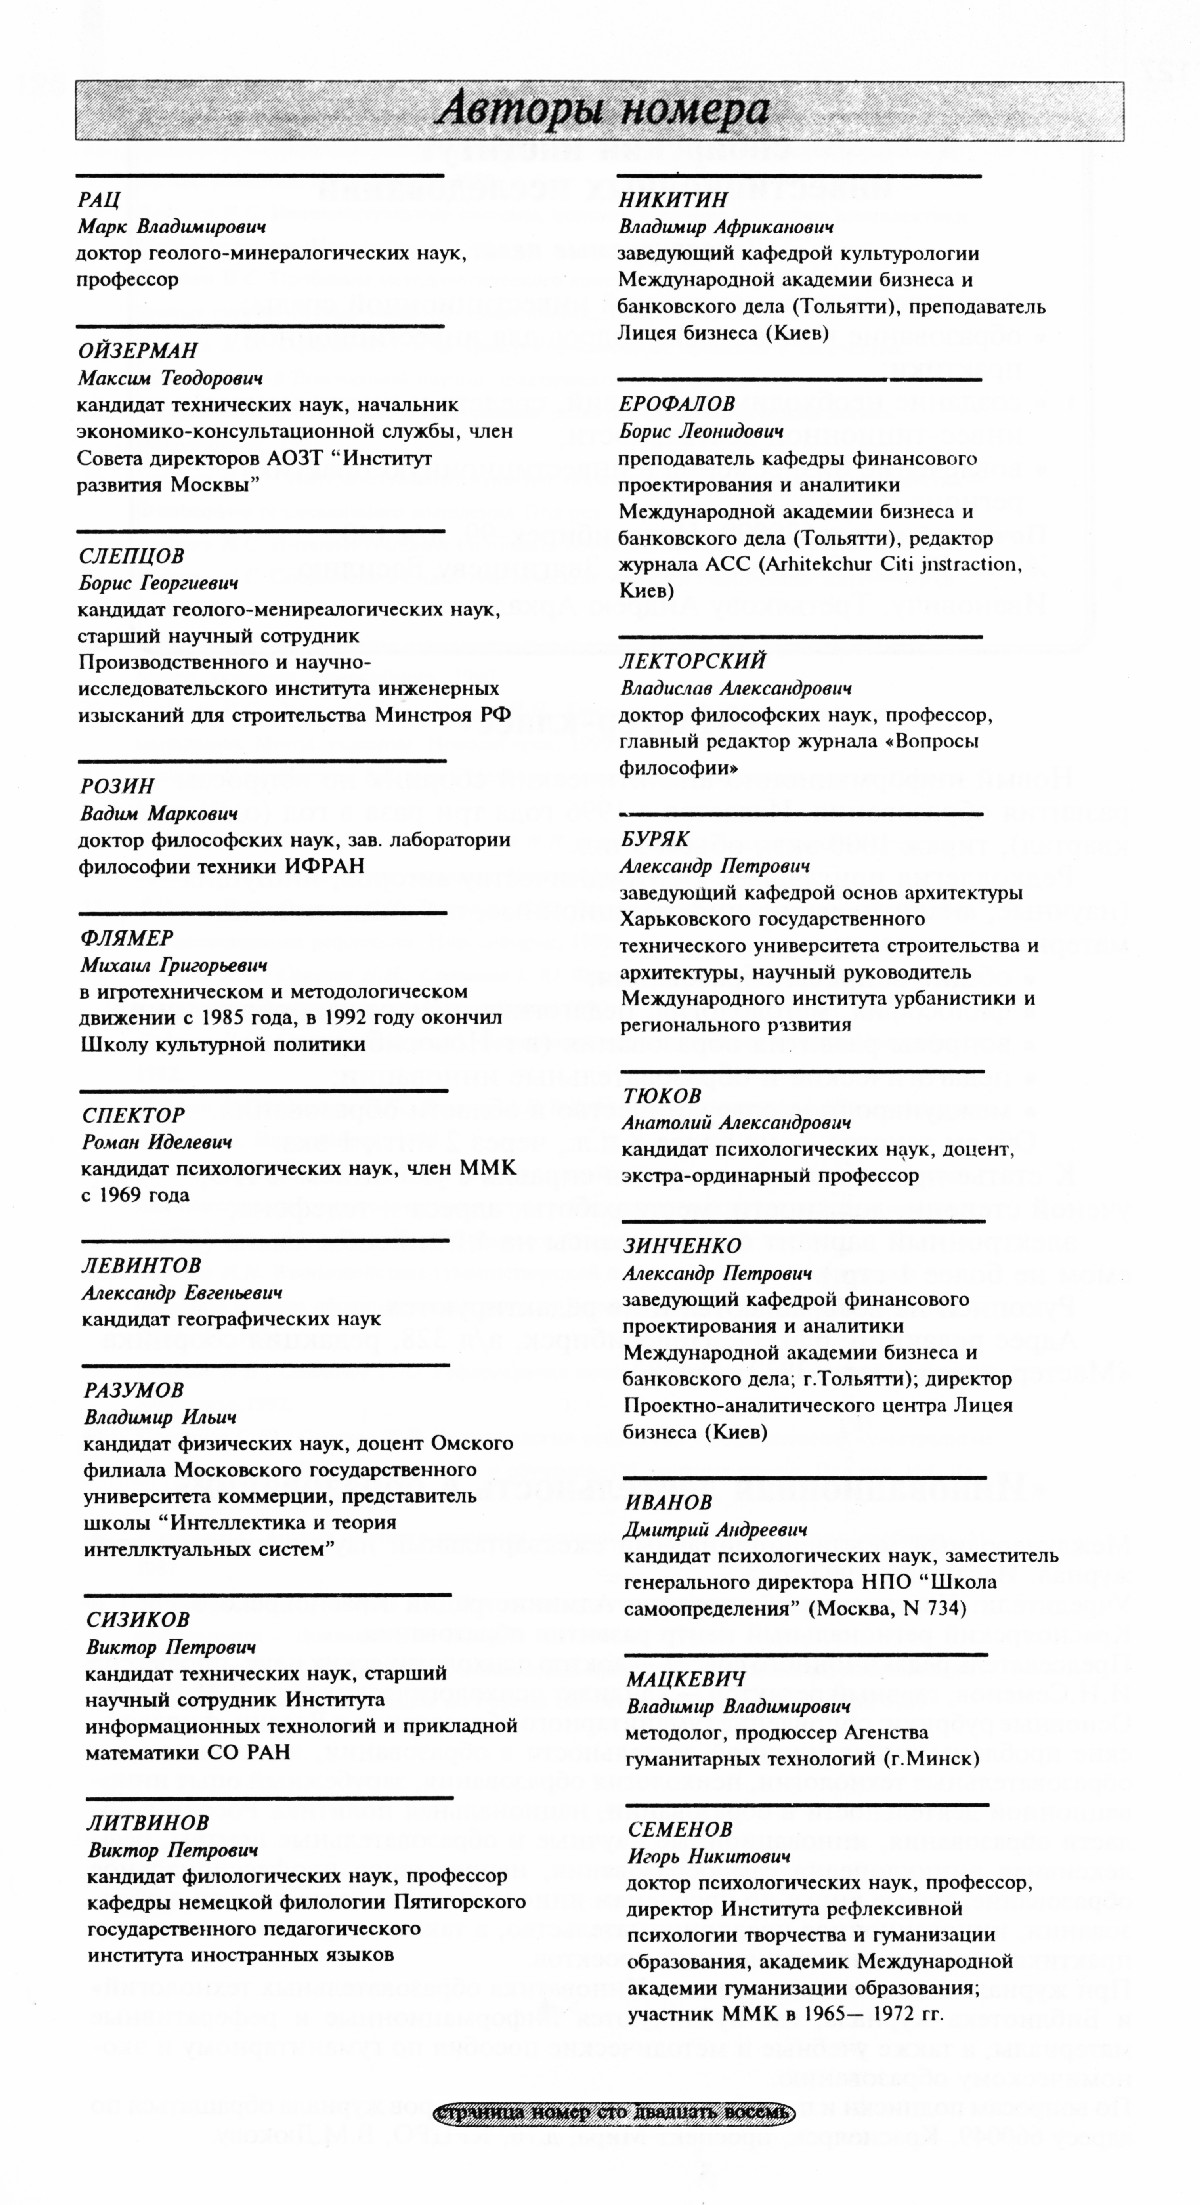 Авторы номера
РАЦ
Марк Владимирович
доктор геолого-минералогических наук,
профессор
ОЙЗЕРМАН
Максим Теодорович
кандидат технических наук, начальник
экономико-консультационной службы, член
Совета директоров АОЗТ “Институт
развития Москвы”
СЛЕПЦОВ
Борис Георгиевич
кандидат геолого-мениреалогических наук,
старший научный сотрудник
Производственного и научно-
исследовательского института инженерных
изысканий для строительства Минстроя РФ
РОЗИН
Вадим Маркович
доктор философских наук, зав. лаборатории
философии техники ИФРАН
ФЛЯМЕР
Михаил Григорьевич
в игротехническом и методологическом
движении с 1985 года, в 1992 году окончил
Школу культурной политики
СПЕКТОР
Роман Иделевич
кандидат психологических наук, член ММК
с 1969 года
ЛЕВИНТОВ
Александр Евгеньевич
кандидат географических наук
РАЗУМОВ
Владимир Ильич
кандидат физических наук, доцент Омского
филиала Московского государственного
университета коммерции, представитель
школы “Интеллектика и теория
интеллктуальных систем”
СИЗИКОВ
Виктор Петрович
кандидат технических наук, старший
научный сотрудник Института
информационных технологий и прикладной
математики СО РАН
ЛИТВИНОВ
Виктор Петрович
кандидат филологических наук, профессор
кафедры немецкой филологии Пятигорского
государственного педагогического
института иностранных языков
НИКИТИН
Владимир Африканович
заведующий кафедрой культурологии
Международной академии бизнеса и
банковского дела (Тольятти), преподаватель
Лицея бизнеса (Киев)
ЕРОФАЛОВ
Борис Леонидович
преподаватель кафедры финансового
проектирования и аналитики
Международной академии бизнеса и
банковского дела (Тольятти), редактор
журнала АСС (Arhitekchur Citi jnstraction,
Киев)
ЛЕКТОРСКИЙ
Владислав Александрович
доктор философских наук, профессор,
главный редактор журнала «Вопросы
философии»
БУРЯК
Александр Петрович
заведующий кафедрой основ архитектуры
Харьковского государственного
технического университета строительства и
архитектуры, научный руководитель
Международного института урбанистики и
регионального развития
ТЮКОВ
Анатолий Александрович
кандидат психологических наук, доцент,
экстра-ординарный профессор
ЗИНЧЕНКО
Александр Петрович
заведующий кафедрой финансового
проектирования и аналитики
Международной академии бизнеса и
банковского дела; г.Тольятти); директор
Проектно-аналитического центра Лицея
бизнеса (Киев)
ИВАНОВ
Дмитрий Андреевич
кандидат психологических наук, заместитель
генерального директора НПО “Школа
самоопределения” (Москва, N 734)
МАЦКЕВИЧ
Владимир Владимирович
методолог, продюссер Агенства
гуманитарных технологий (г.Минск)
СЕМЕНОВ
Игорь Никитович
доктор психологических наук, профессор,
директор Института рефлексивной
психологии творчества и гуманизации
образования, академик Международной
академии гуманизации образования;
участник ММК в 1965— 1972 гг.
страница номер сто двадцать восемь